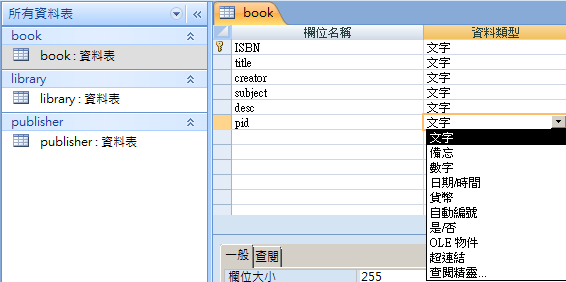 所有資料表
book
book : 資料表
library
library : 資料表
publisher
publisher : 資料表
book
欄位名稱 資料類型
ISBN 文字
title 文字
creator 文字
subject 文字
desc 文字
pid 文字
文字
備忘
數字
日期/時間
貨幣
自動編號
是/否
OLE 物件
超連結
查閱精靈...
一般 查閱
欄位大小 255